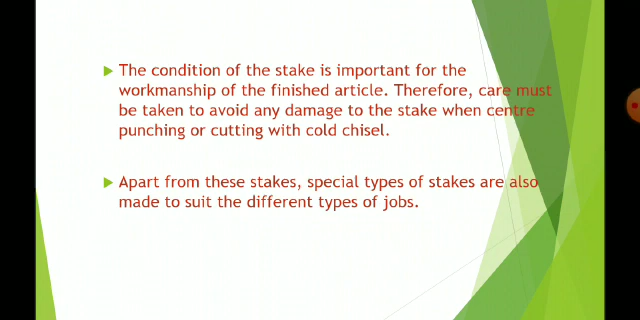 The condition of the stake is important for the
workmanship of the finished article. Therefore, care must
be taken to avoid any damage to the stake when centre
punching or cutting with cold chisel.
Apart from these stakes, special types of stakes are also
made to suit the different types of jobs.